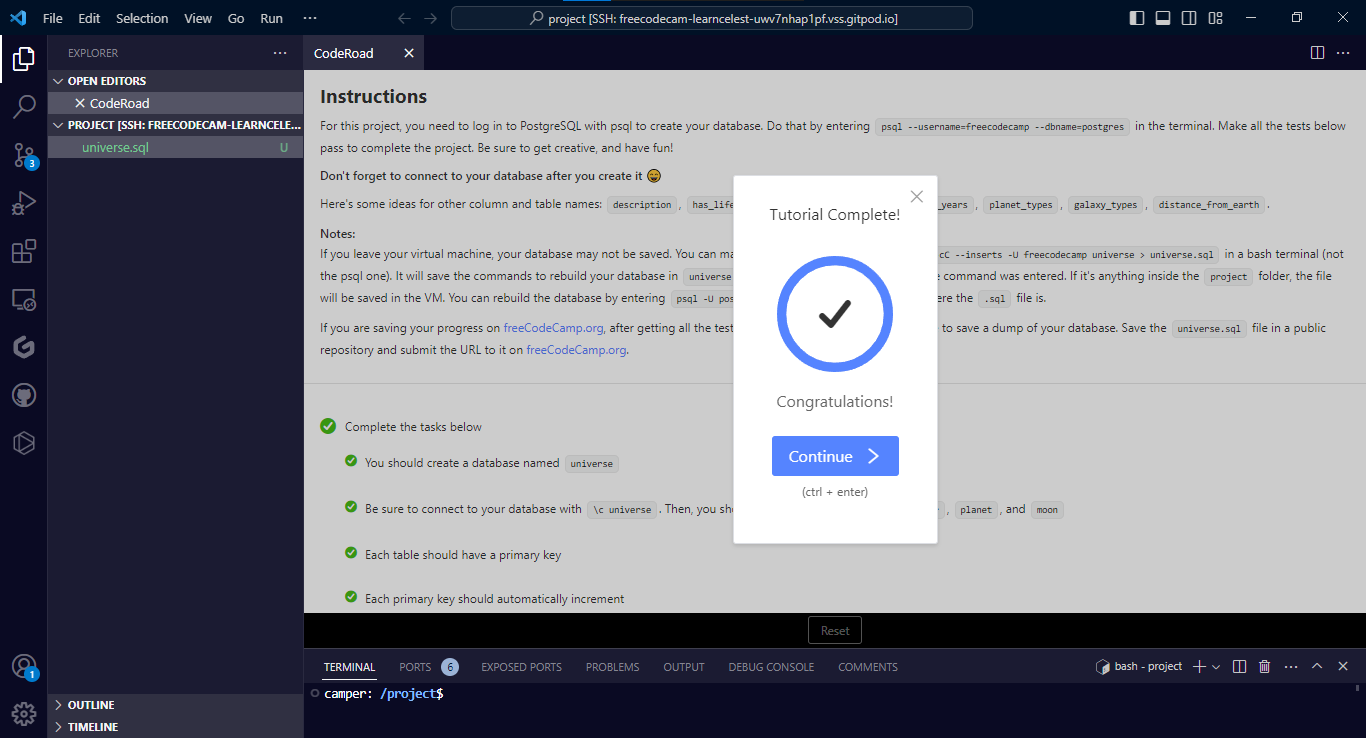 File Edit Selection View Go Run ···
project [SSH: freecodecam-learncelest-uwv7nhap1pf.vss.gitpod.io]
EXPLORER ···
OPEN EDITORS
CodeRoad
PROJECT [SSH: FREECODECAM-LEARNCELE...
universe.sql U
3
1
OUTLINE
TIMELINE
CodeRoad
Instructions
For this project, you need to log in to PostgreSQL with psql to create your database. Do that by entering psql --username=freecodecamp --dbname=postgres in the terminal. Make all the tests below
pass to complete the project. Be sure to get creative, and have fun!
Don't forget to connect to your database after you create it 😄
Here's some ideas for other column and table names: description , has_life _years , planet_types , galaxy_types , distance_from_earth .
Notes:
If you leave your virtual machine, your database may not be saved. You can ma cC --inserts -U freecodecamp universe > universe.sql in a bash terminal (not
the psql one). It will save the commands to rebuild your database in universe e command was entered. If it's anything inside the project folder, the file
will be saved in the VM. You can rebuild the database by entering psql -U pos ere the .sql file is.
If you are saving your progress on freeCodeCamp.org, after getting all the test to save a dump of your database. Save the universe.sql file in a public
repository and submit the URL to it on freeCodeCamp.org.
Complete the tasks below
You should create a database named universe
Be sure to connect to your database with \c universe . Then, you sho , planet , and moon
Each table should have a primary key
Each primary key should automatically increment
Tutorial Complete!
Congratulations!
Continue
(ctrl + enter)
Reset
TERMINAL PORTS 6 EXPOSED PORTS PROBLEMS OUTPUT DEBUG CONSOLE COMMENTS bash - project
camper: /project$